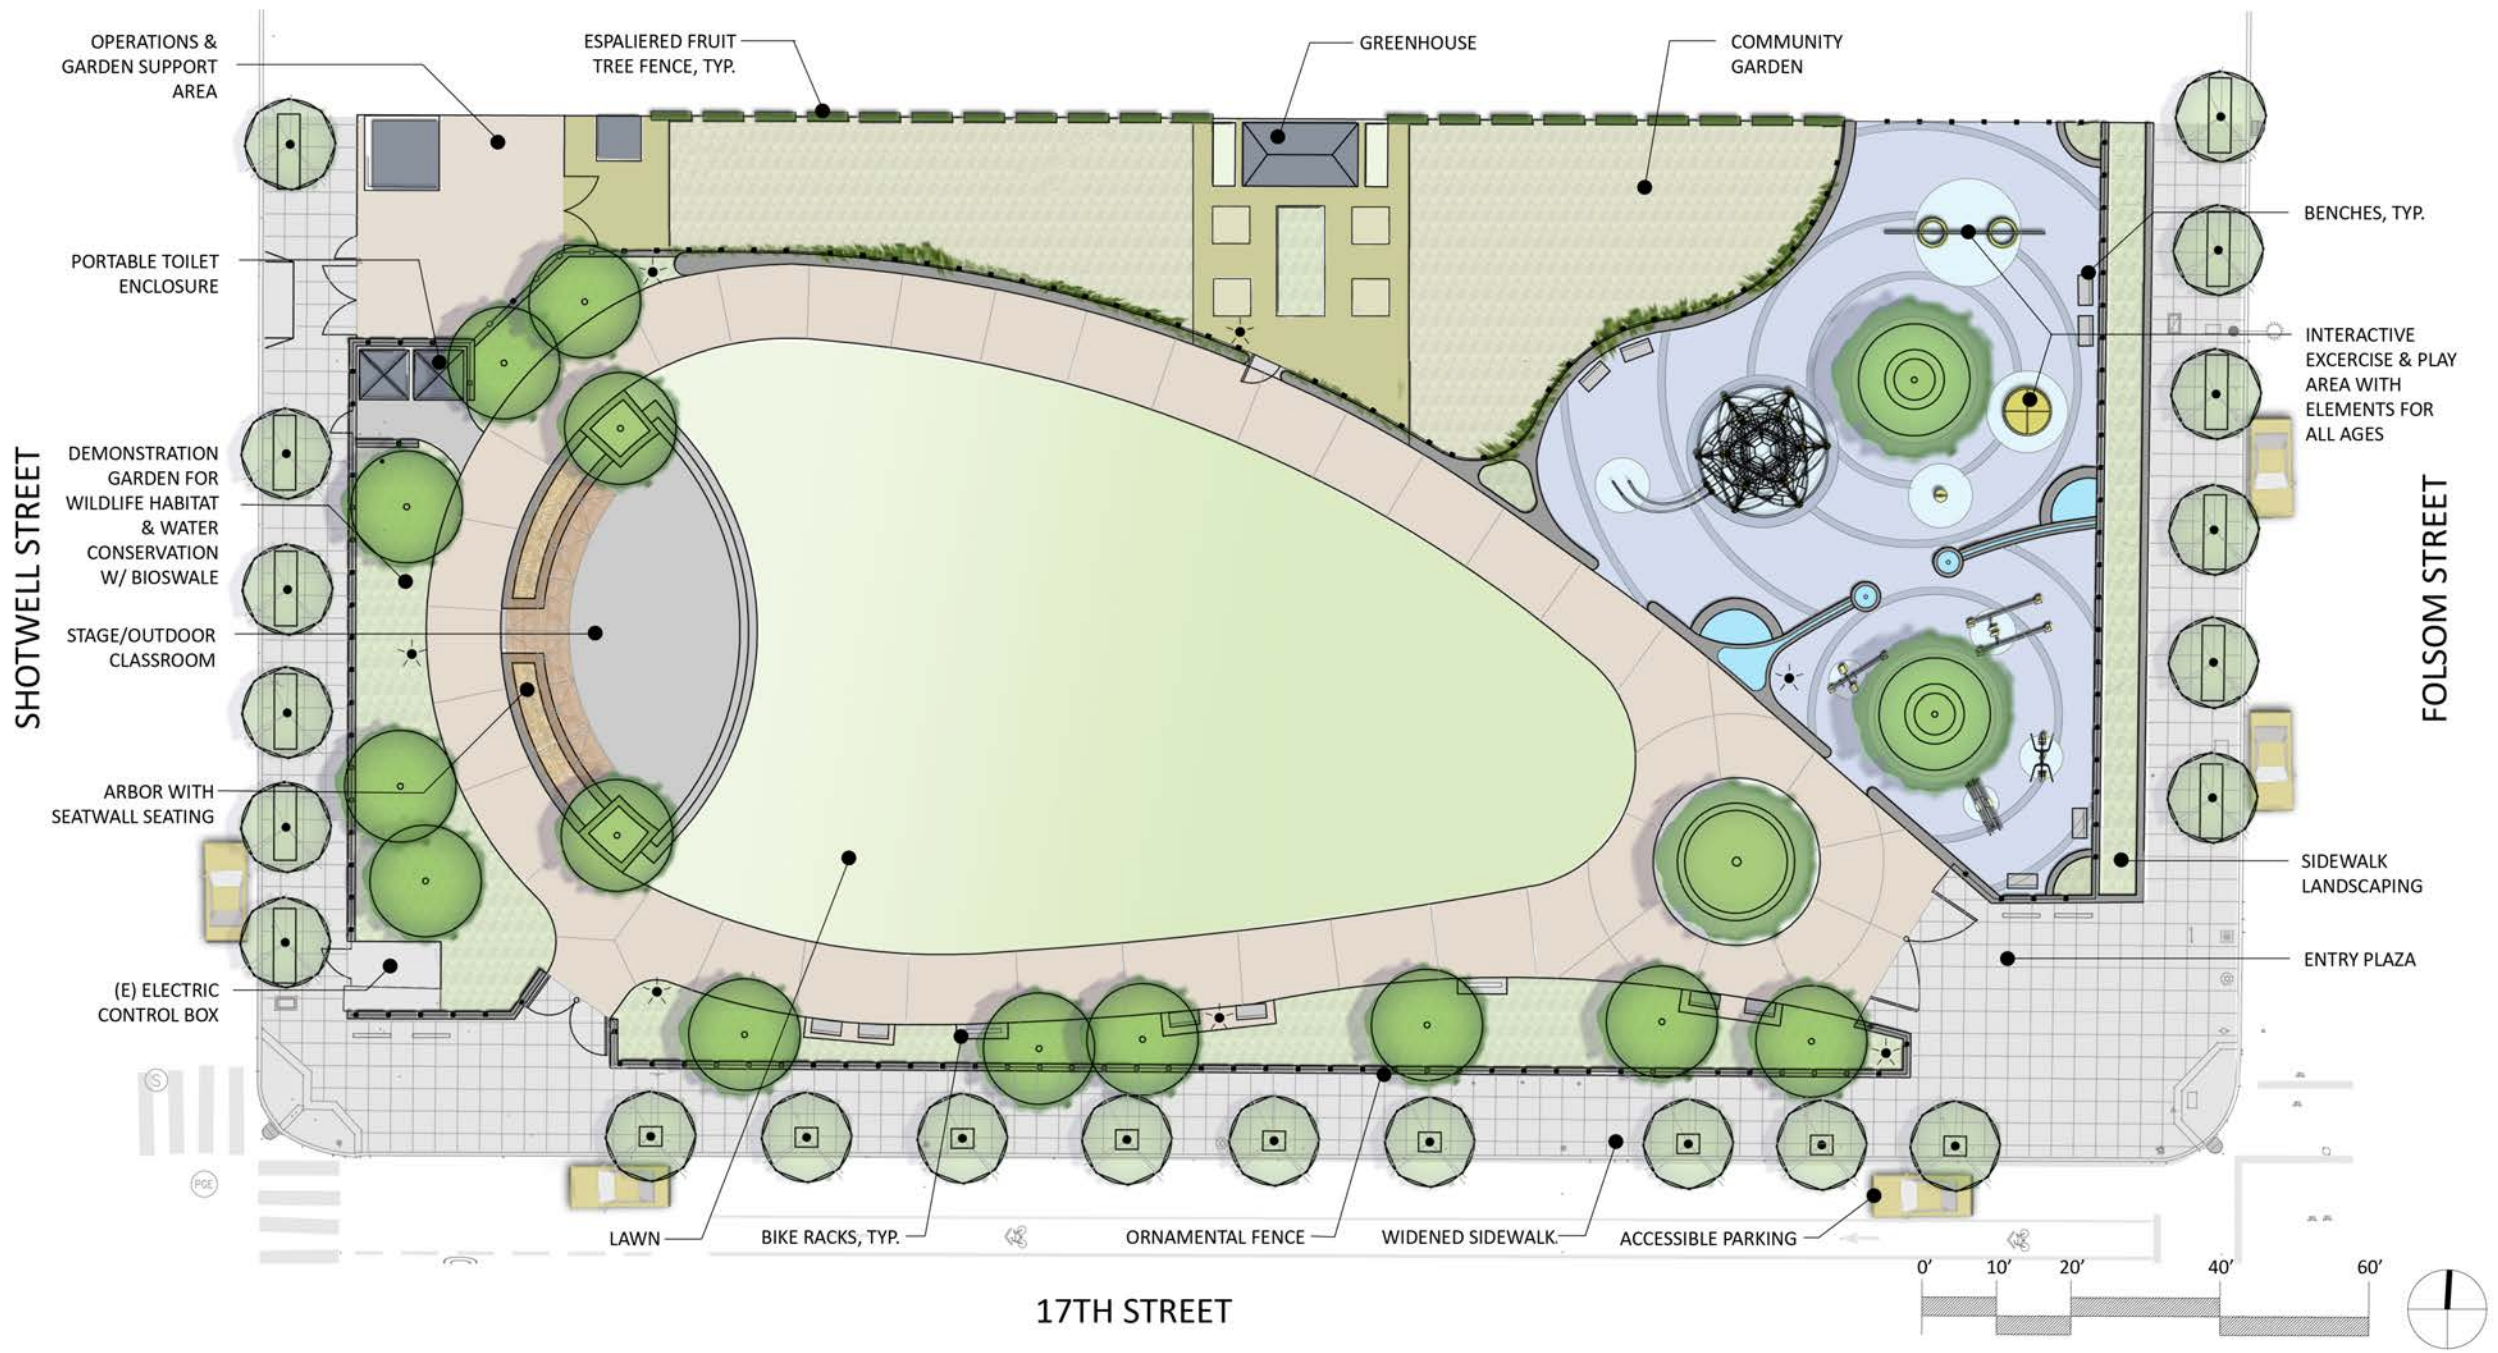 OPERATIONS &
GARDEN SUPPORT
AREA
ESPALIERED FRUIT
TREE FENCE, TYP.
GREENHOUSE
COMMUNITY
GARDEN
BENCHES, TYP.
PORTABLE TOILET
ENCLOSURE
INTERACTIVE
EXCERCISE & PLAY
AREA WITH
ELEMENTS FOR
ALL AGES
DEMONSTRATION
GARDEN FOR
WILDLIFE HABITAT
& WATER
CONSERVATION
W/ BIOSWALE
SHOTWELL STREET
FOLSOM STREET
STAGE/OUTDOOR
CLASSROOM
ARBOR WITH
SEATWALL SEATING
SIDEWALK
LANDSCAPING
ENTRY PLAZA
(E) ELECTRIC
CONTROL BOX
S
PGE
LAWN
BIKE RACKS, TYP.
ORNAMENTAL FENCE
WIDENED SIDEWALK
ACCESSIBLE PARKING
0' 10' 20' 40' 60'
17TH STREET